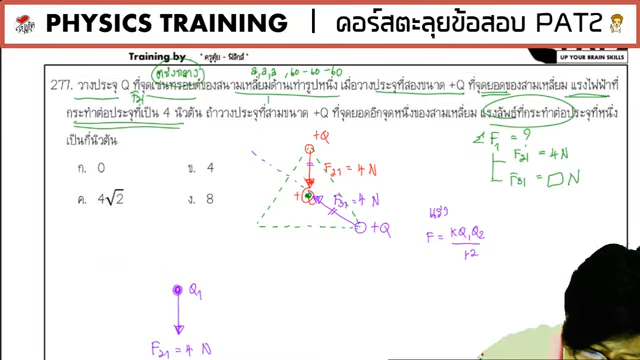 PHYSICS TRAINING | คอร์สตะลุยข้อสอบ PAT2
Training by " ครูตุ้ย - ฟิสิกส์ "
UP YOUR BRAIN SKILLS
ตรงกลาง a, a, a , 60 - 60 - 60
277. วางประจุ Q ที่จุดเซ็นทรอยด์ของสนามเหลี่ยมด้านเท่ารูปหนึ่ง เมื่อวางประจุที่สองขนาด +Q ที่จุดยอดของสามเหลี่ยม แรงไฟฟ้าที่
F21
กระทำต่อประจุที่เป็น 4 นิวตัน ถ้าวางประจุที่สามขนาด +Q ที่จุดยอดอีกจุดหนึ่งของสามเหลี่ยม แรงลัพธ์ที่กระทำต่อประจุที่หนึ่ง
เป็นกี่นิวตัน
ก. 0
ข. 4
ค. 4√2
ง. 8
+Q
F21 = 4 N
F31 = 4 N
+Q
ΣF1 = ?
F21 = 4 N
F31 = □ N
แรง
F = KQ1Q2
r2
Q1
F21 = 4 N